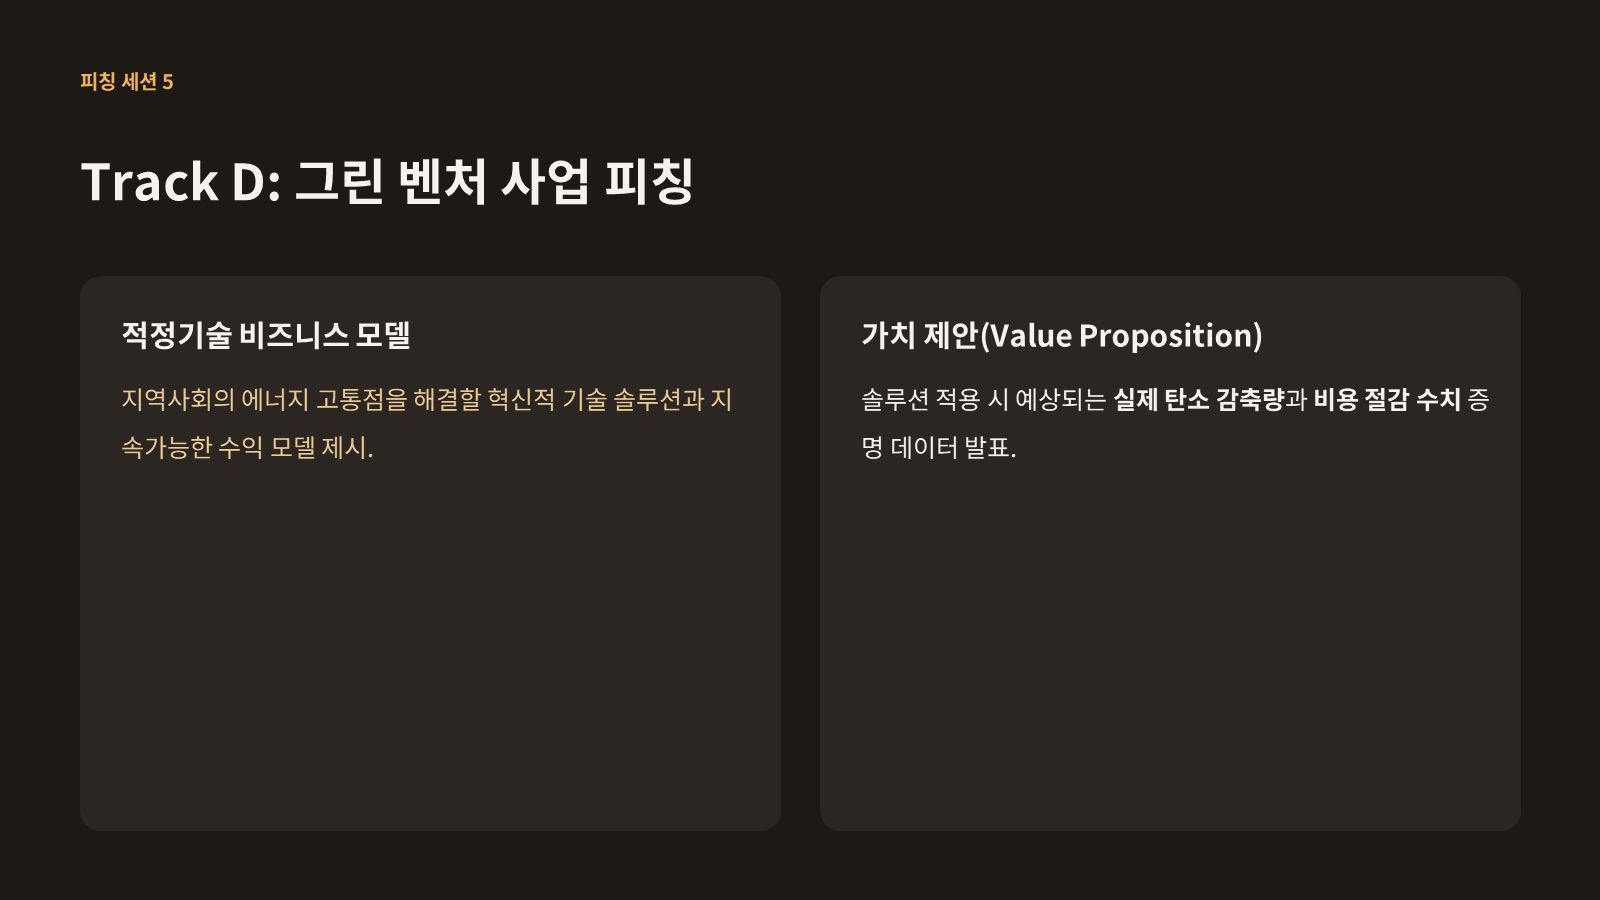 피칭 세션 5
Track D: 그린 벤처 사업 피칭
적정기술 비즈니스 모델
지역사회의 에너지 고통점을 해결할 혁신적 기술 솔루션과 지
속가능한 수익 모델 제시.
가치 제안(Value Proposition)
솔루션 적용 시 예상되는 실제 탄소 감축량과 비용 절감 수치 증
명 데이터 발표.